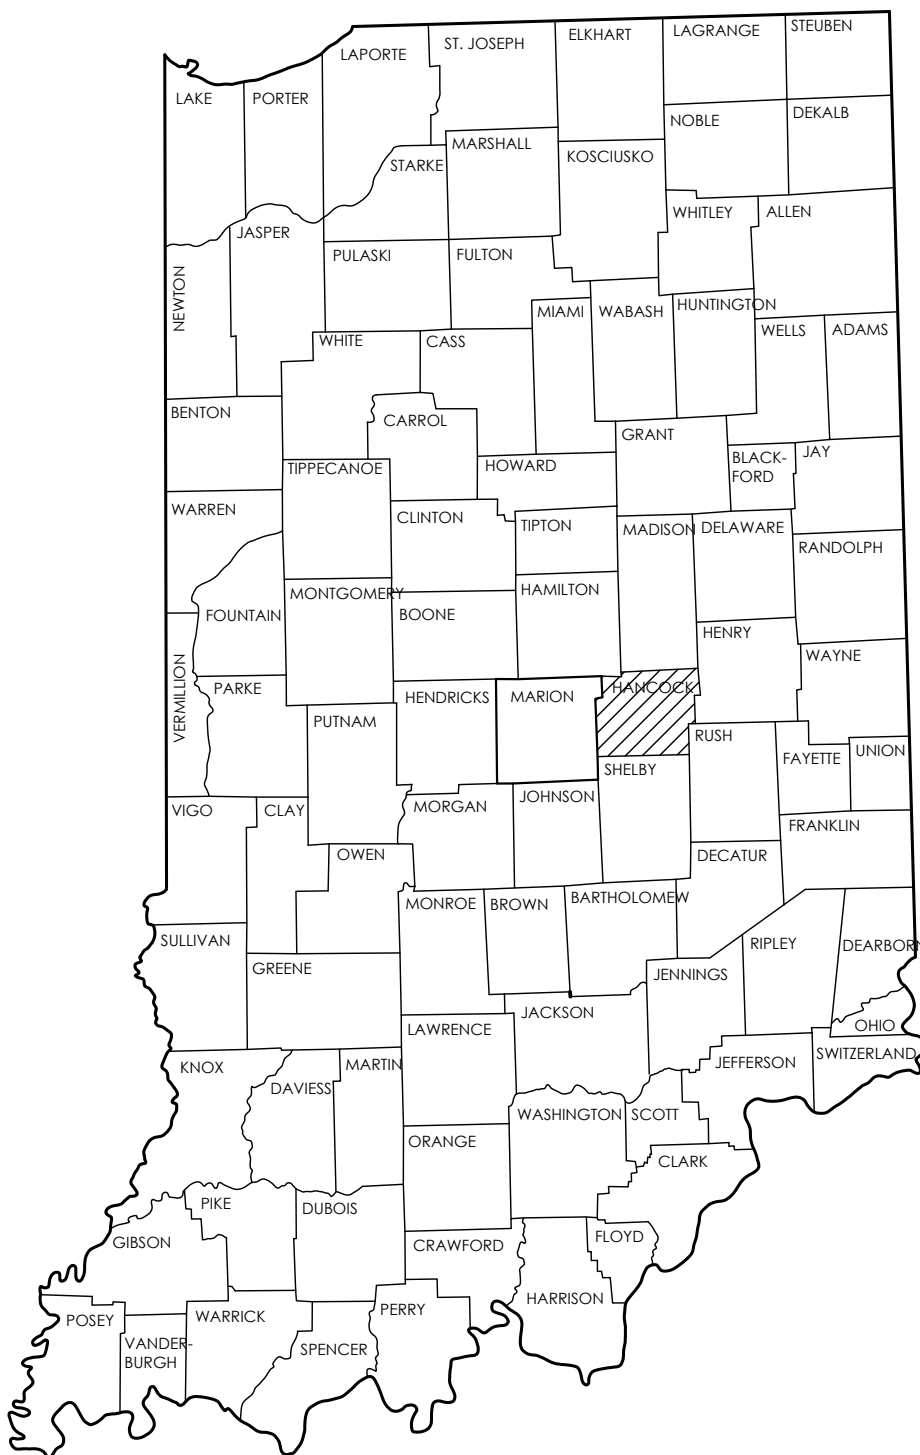 STEUBEN
LAGRANGE
ELKHART
ST. JOSEPH
LAPORTE
LAKE
PORTER
DEKALB
NOBLE
MARSHALL
KOSCIUSKO
STARKE
WHITLEY
ALLEN
JASPER
PULASKI
FULTON
NEWTON
MIAMI
WABASH
HUNTINGTON
WELLS
ADAMS
WHITE
CASS
BENTON
CARROL
GRANT
BLACK-
FORD
JAY
TIPPECANOE
HOWARD
WARREN
CLINTON
TIPTON
MADISON
DELAWARE
RANDOLPH
MONTGOMERY
HAMILTON
FOUNTAIN
BOONE
HENRY
WAYNE
VERMILLION
PARKE
HENDRICKS
MARION
HANCOCK
PUTNAM
RUSH
FAYETTE
UNION
SHELBY
VIGO
CLAY
MORGAN
JOHNSON
FRANKLIN
OWEN
DECATUR
MONROE
BROWN
BARTHOLOMEW
SULLIVAN
RIPLEY
DEARBORN
GREENE
JENNINGS
JACKSON
OHIO
LAWRENCE
SWITZERLAND
KNOX
MARTIN
JEFFERSON
DAVIESS
WASHINGTON
SCOTT
ORANGE
CLARK
PIKE
DUBOIS
GIBSON
CRAWFORD
FLOYD
HARRISON
POSEY
WARRICK
PERRY
VANDER-
BURGH
SPENCER